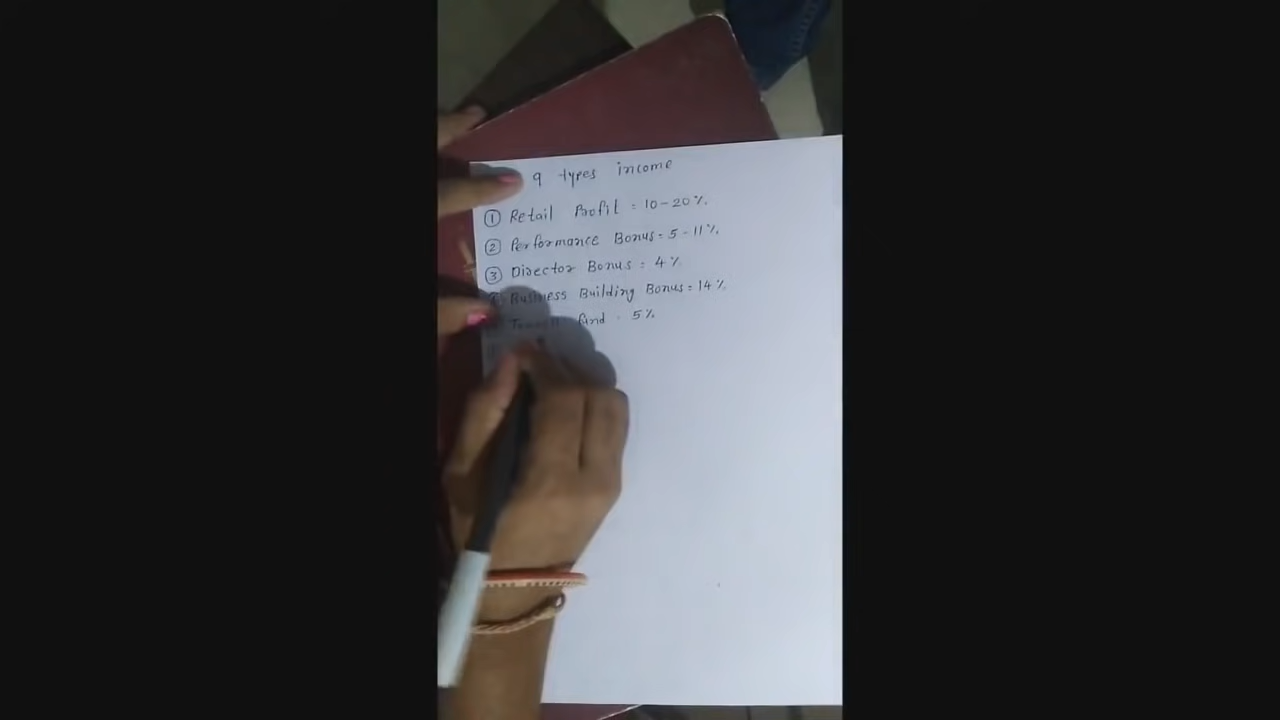 9 types income
① Retail Profit = 10-20%
② Performance Bonus = 5-11%
③ Director Bonus = 4%
Business Building Bonus = 14%
fund = 5%